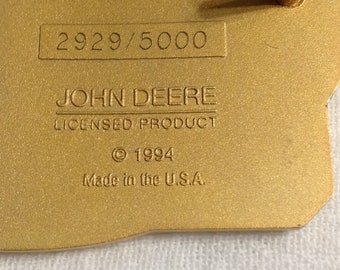 2929/5000
JOHN DEERE
LICENSED PRODUCT
© 1994
Made in the U.S.A.